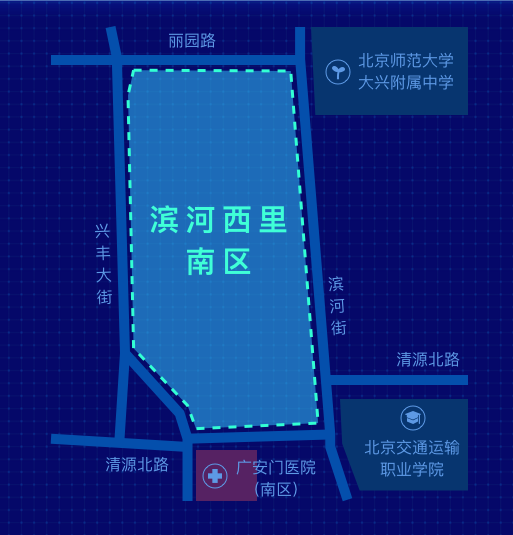 丽园路
北京师范大学
大兴附属中学
滨河西里
南区
兴丰大街
滨河街
清源北路
北京交通运输
职业学院
清源北路
广安门医院
(南区)